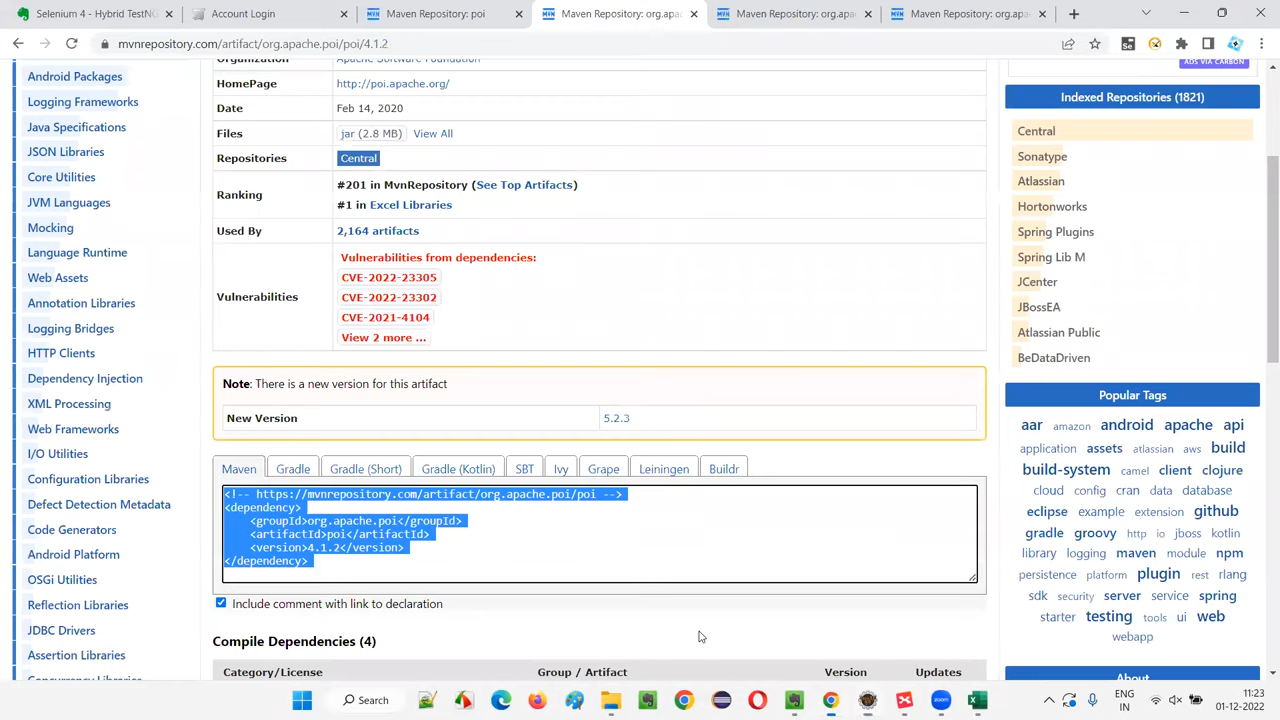 Selenium 4 - Hybrid TestNG
Account Login
Maven Repository: poi
Maven Repository: org.ap
Maven Repository: org.apa
Maven Repository: org.apa
mvnrepository.com/artifact/org.apache.poi/poi/4.1.2
Android Packages
Logging Frameworks
Java Specifications
JSON Libraries
Core Utilities
JVM Languages
Mocking
Language Runtime
Web Assets
Annotation Libraries
Logging Bridges
HTTP Clients
Dependency Injection
XML Processing
Web Frameworks
I/O Utilities
Configuration Libraries
Defect Detection Metadata
Code Generators
Android Platform
OSGi Utilities
Reflection Libraries
JDBC Drivers
Assertion Libraries
Concurrency Libraries
Organization Apache Software Foundation
HomePage http://poi.apache.org/
Date Feb 14, 2020
Files jar (2.8 MB) View All
Repositories Central
Ranking #201 in MvnRepository (See Top Artifacts)
#1 in Excel Libraries
Used By 2,164 artifacts
Vulnerabilities Vulnerabilities from dependencies:
CVE-2022-23305
CVE-2022-23302
CVE-2021-4104
View 2 more ...
Note: There is a new version for this artifact
New Version 5.2.3
Maven Gradle Gradle (Short) Gradle (Kotlin) SBT Ivy Grape Leiningen Buildr
<!-- https://mvnrepository.com/artifact/org.apache.poi/poi -->
<dependency>
<groupId>org.apache.poi</groupId>
<artifactId>poi</artifactId>
<version>4.1.2</version>
</dependency>
Include comment with link to declaration
Compile Dependencies (4)
Category/License Group / Artifact Version Updates
ADS VIA CARBON
Indexed Repositories (1821)
Central
Sonatype
Atlassian
Hortonworks
Spring Plugins
Spring Lib M
JCenter
JBossEA
Atlassian Public
BeDataDriven
Popular Tags
aar amazon android apache api
application assets atlassian aws build
build-system camel client clojure
cloud config cran data database
eclipse example extension github
gradle groovy http io jboss kotlin
library logging maven module npm
persistence platform plugin rest rlang
sdk security server service spring
starter testing tools ui web
webapp
About
Search
ENG
IN
11:23
01-12-2022